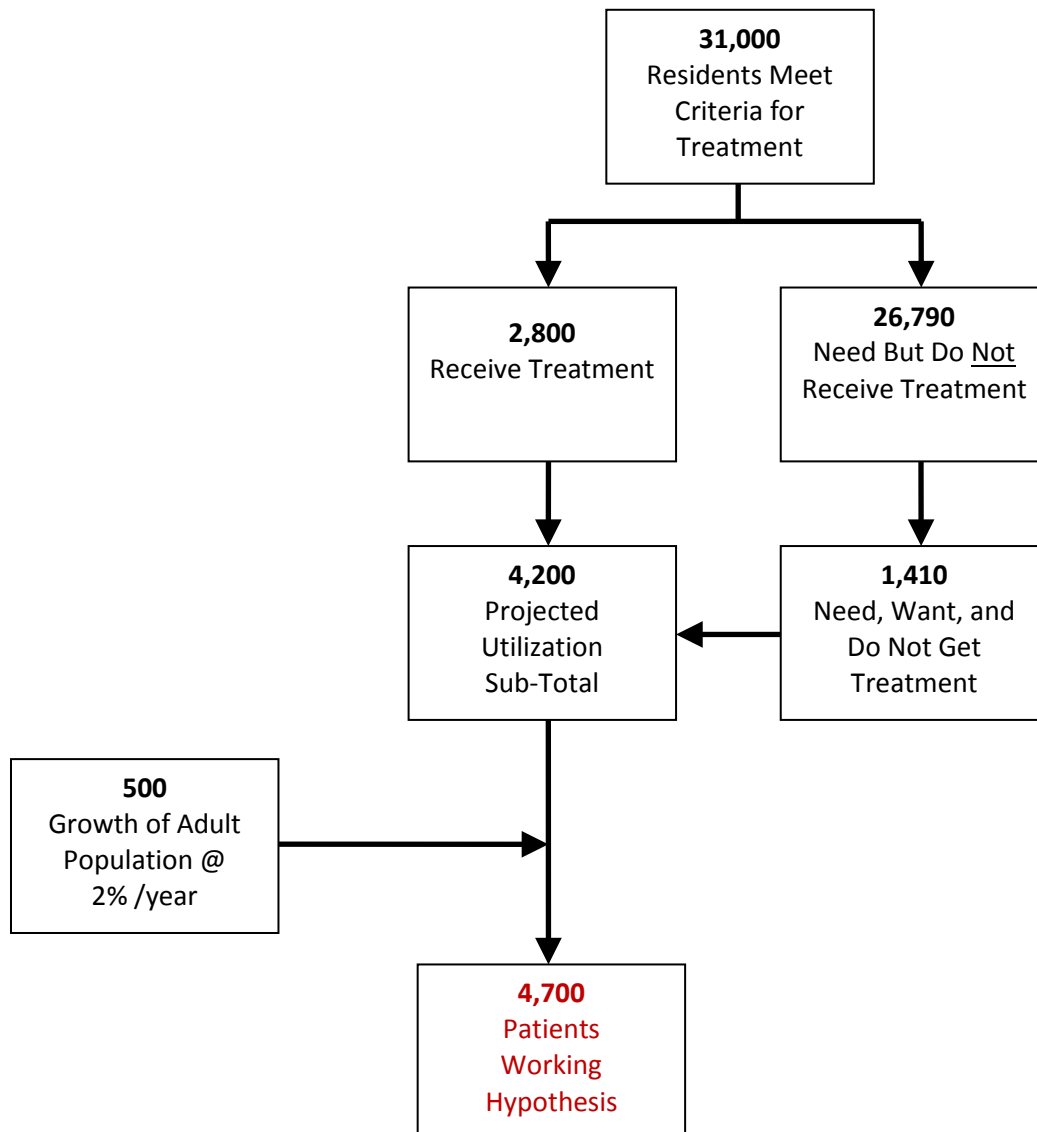 31,000
Residents Meet
Criteria for
Treatment
2,800
Receive Treatment
26,790
Need But Do Not
Receive Treatment
4,200
Projected
Utilization
Sub-Total
1,410
Need, Want, and
Do Not Get
Treatment
500
Growth of Adult
Population @
2% /year
4,700
Patients
Working
Hypothesis